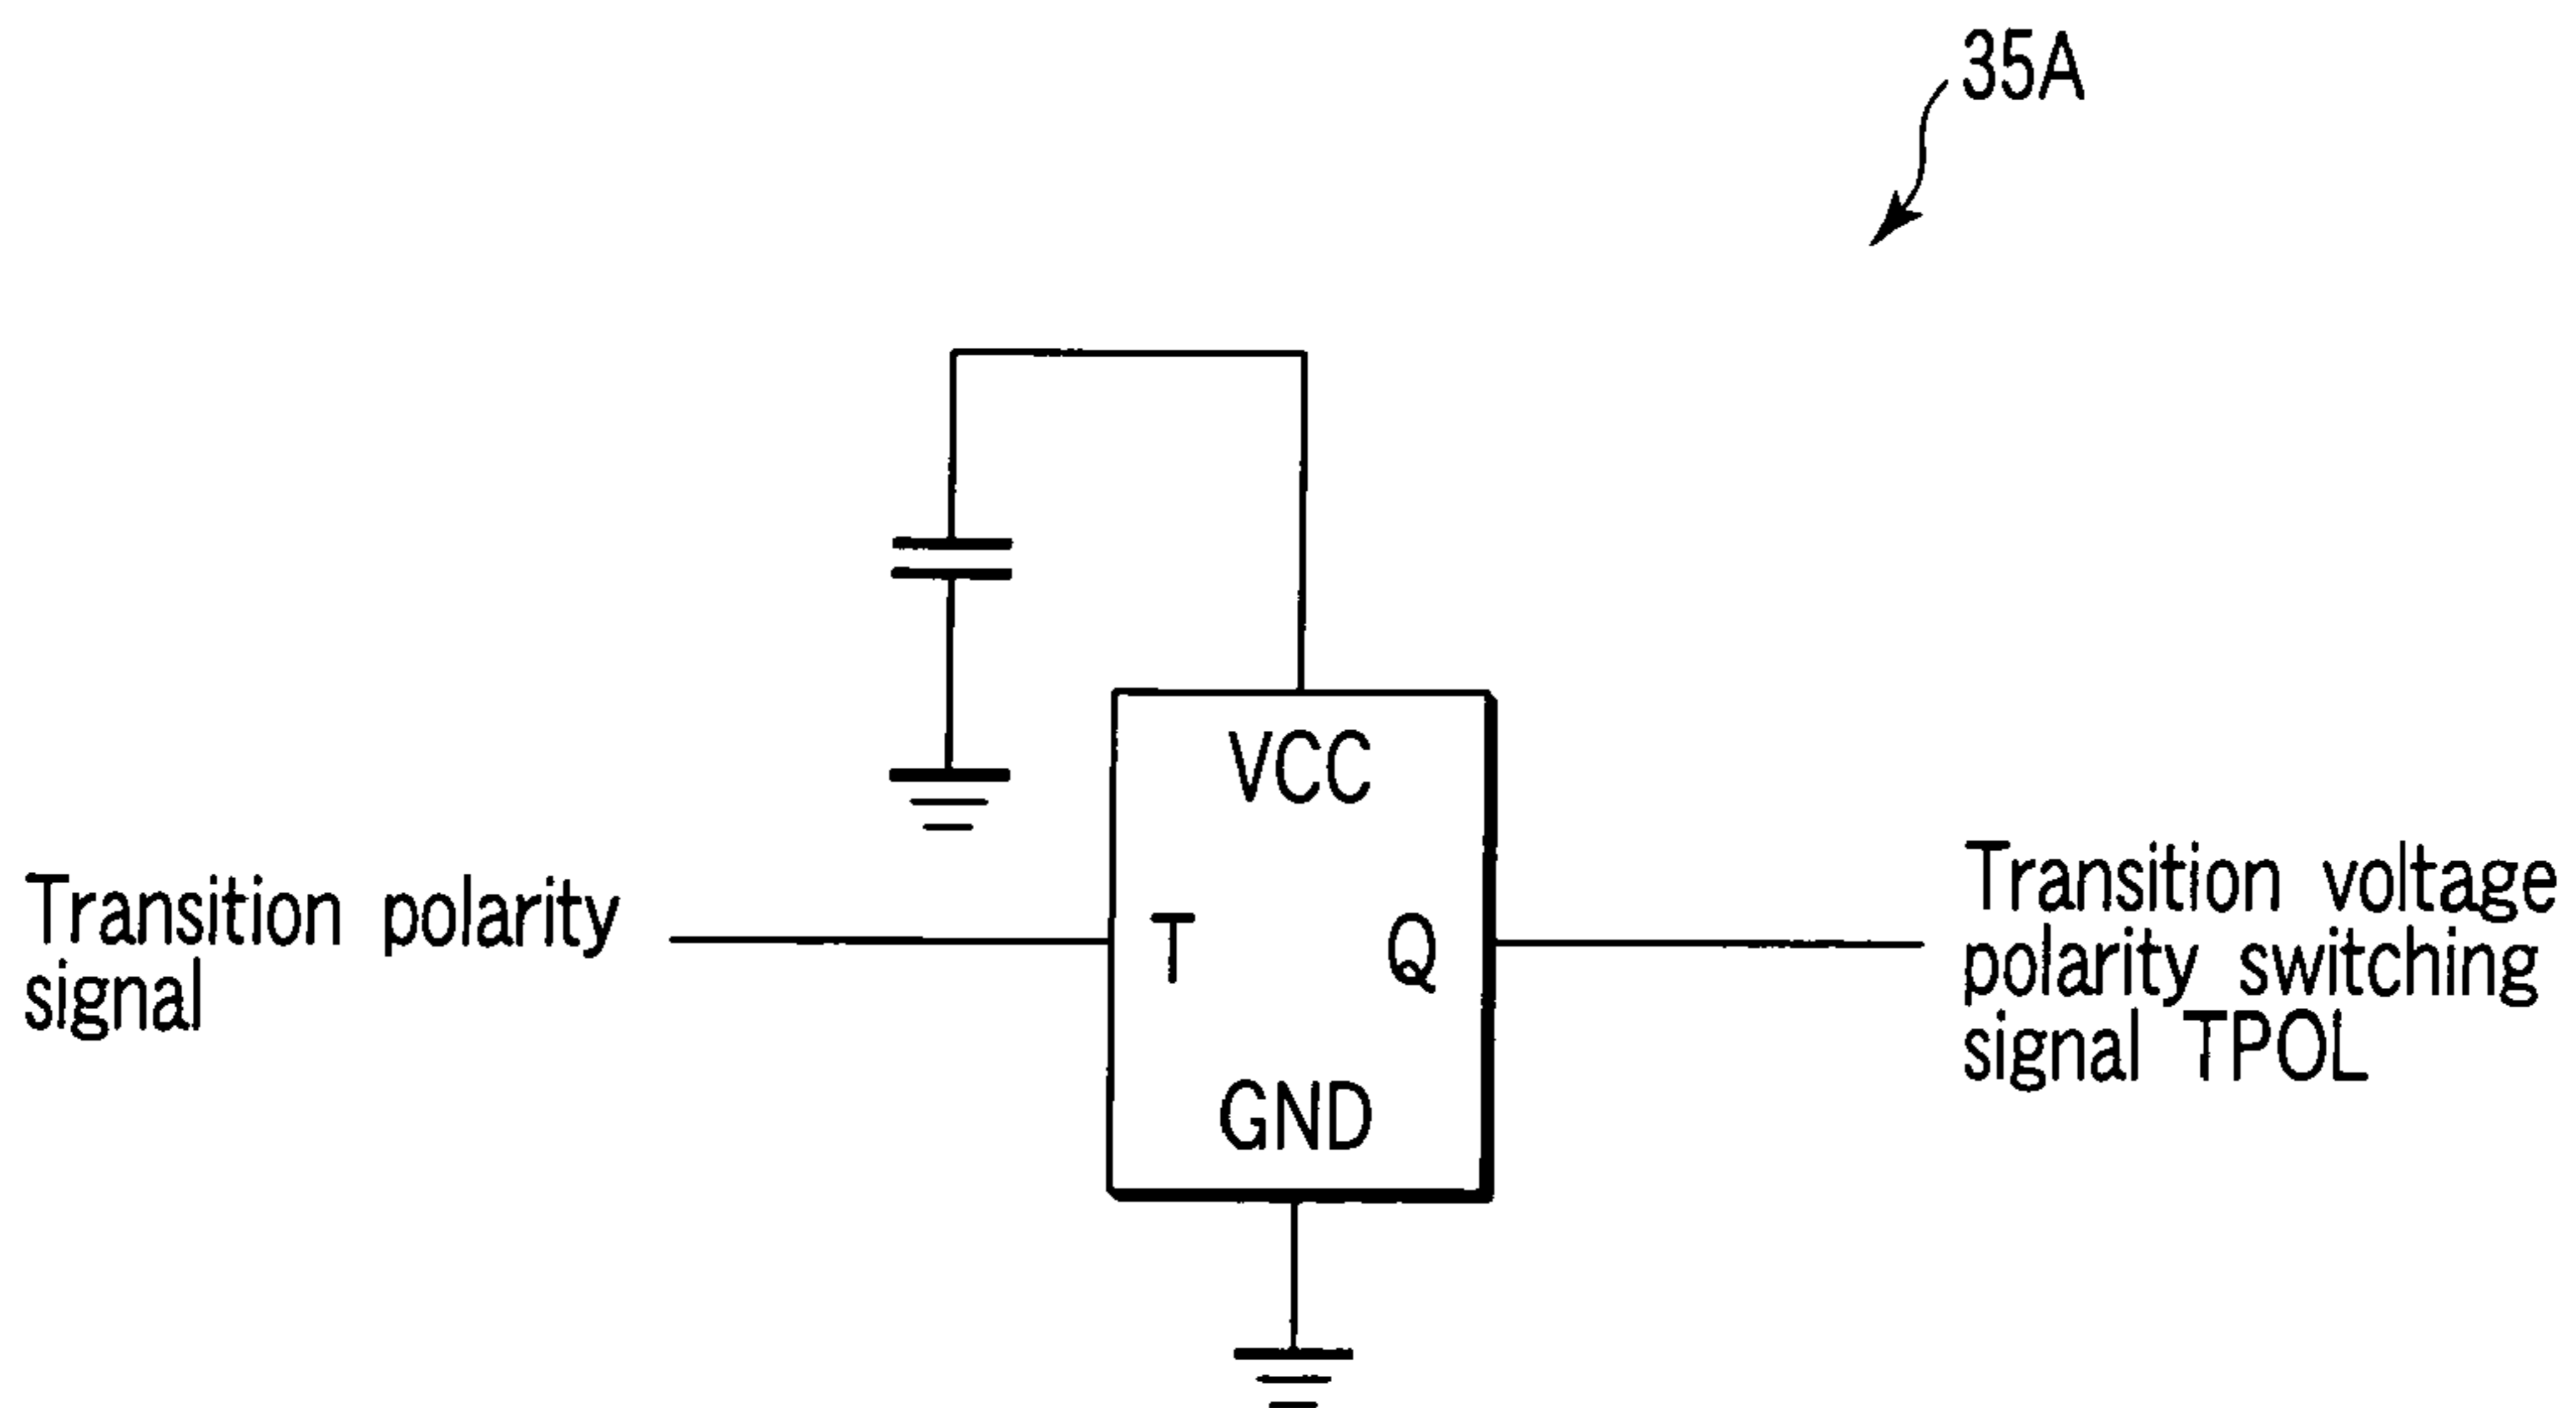 35A
VCC
Transition polarity
signal
T
Q
Transition voltage
polarity switching
signal TPOL
GND